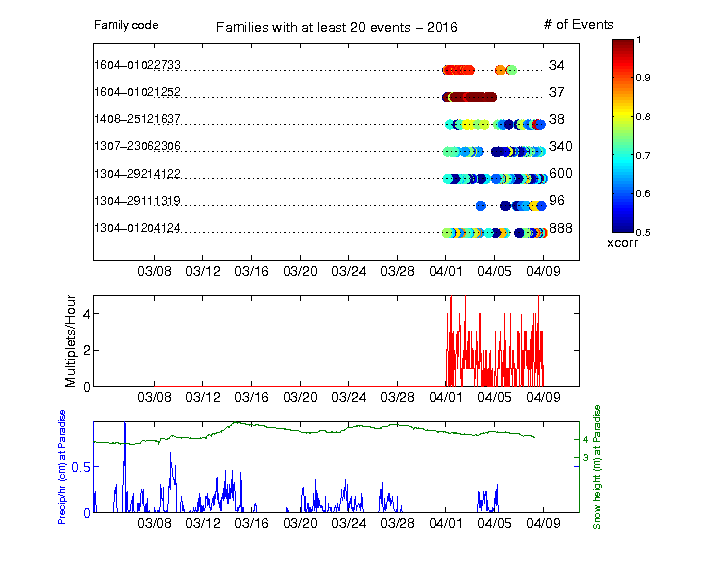 Family code
Families with at least 20 events − 2016
# of Events
1604−01022733
34
1604−01021252
37
1408−25121637
38
1307−23062306
340
1304−29214122
600
1304−29111319
96
1304−01204124
888
1
0.9
0.8
0.7
0.6
0.5
xcorr
03/08 03/12 03/16 03/20 03/24 03/28 04/01 04/05 04/09
Multiplets/Hour
4
2
0
03/08 03/12 03/16 03/20 03/24 03/28 04/01 04/05 04/09
Precip/hr (cm) at Paradise
0.5
0
4
3
Snow height (m) at Paradise
03/08 03/12 03/16 03/20 03/24 03/28 04/01 04/05 04/09